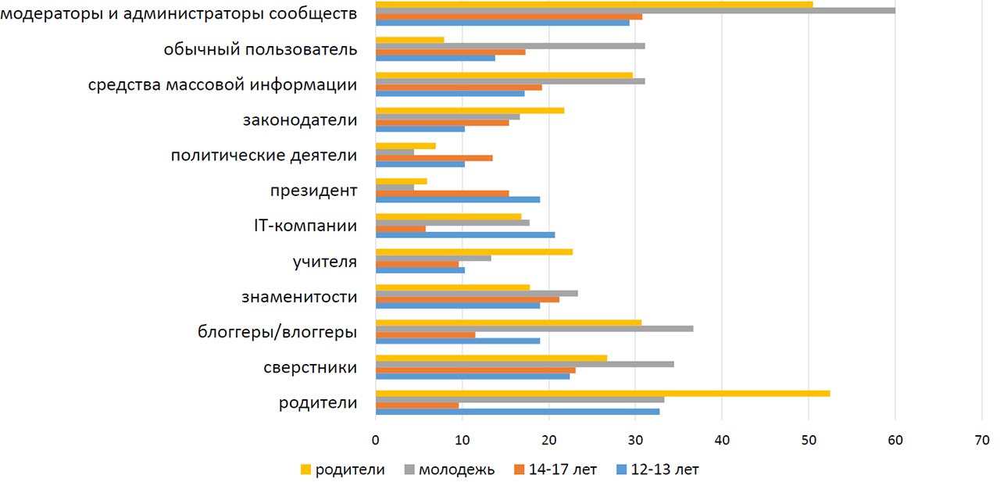 модераторы и администраторы сообществ
обычный пользователь
средства массовой информации
законодатели
политические деятели
президент
IT-компании
учителя
знаменитости
блоггеры/влоггеры
сверстники
родители
0 10 20 30 40 50 60 70
родители молодежь 14-17 лет 12-13 лет